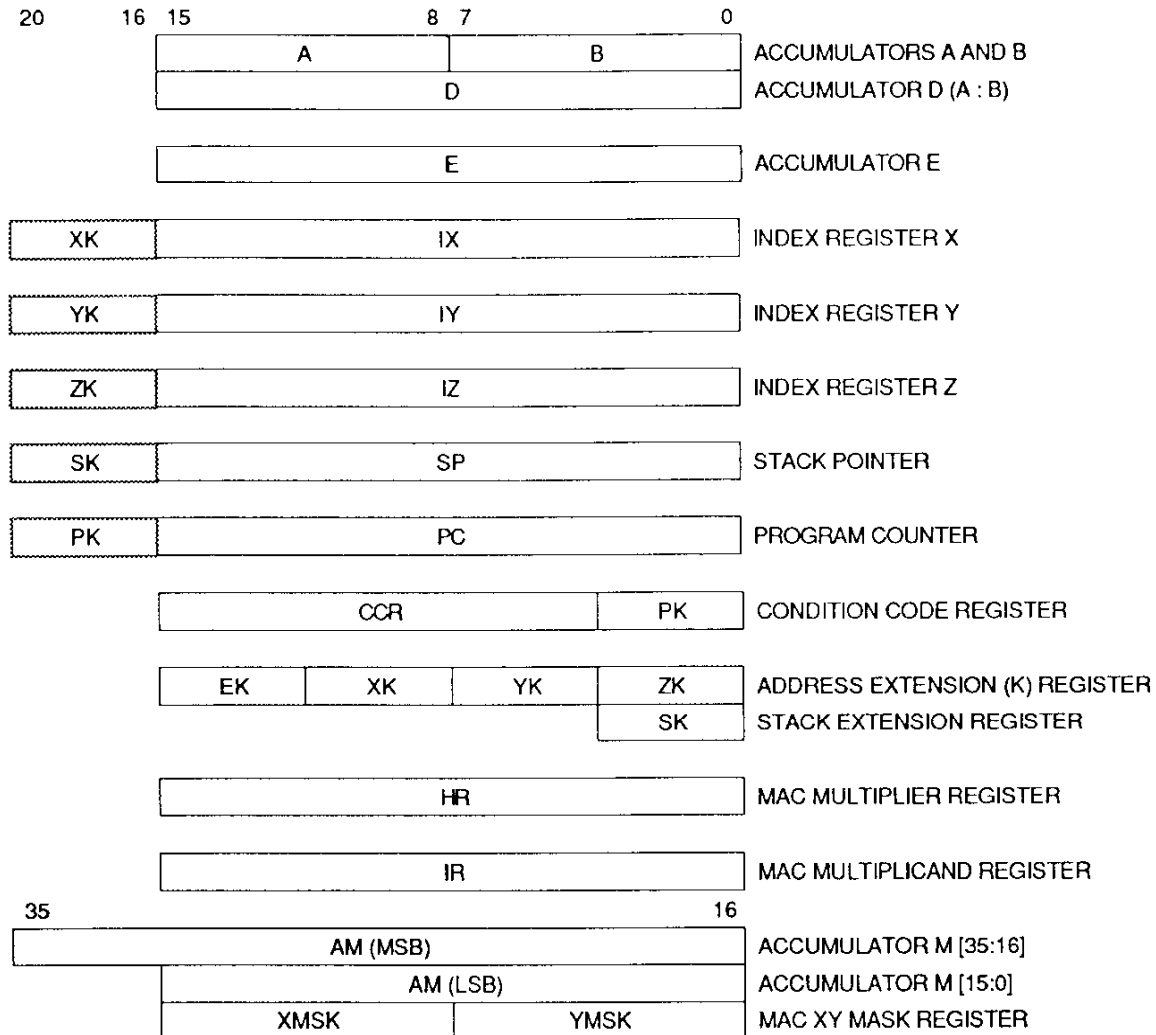 20 16 15 8 7 0
A B ACCUMULATORS A AND B
D ACCUMULATOR D (A : B)
E ACCUMULATOR E
XK IX INDEX REGISTER X
YK IY INDEX REGISTER Y
ZK IZ INDEX REGISTER Z
SK SP STACK POINTER
PK PC PROGRAM COUNTER
CCR PK CONDITION CODE REGISTER
EK XK YK ZK ADDRESS EXTENSION (K) REGISTER
SK STACK EXTENSION REGISTER
HR MAC MULTIPLIER REGISTER
IR MAC MULTIPLICAND REGISTER
35 16
AM (MSB) ACCUMULATOR M [35:16]
AM (LSB) ACCUMULATOR M [15:0]
XMSK YMSK MAC XY MASK REGISTER